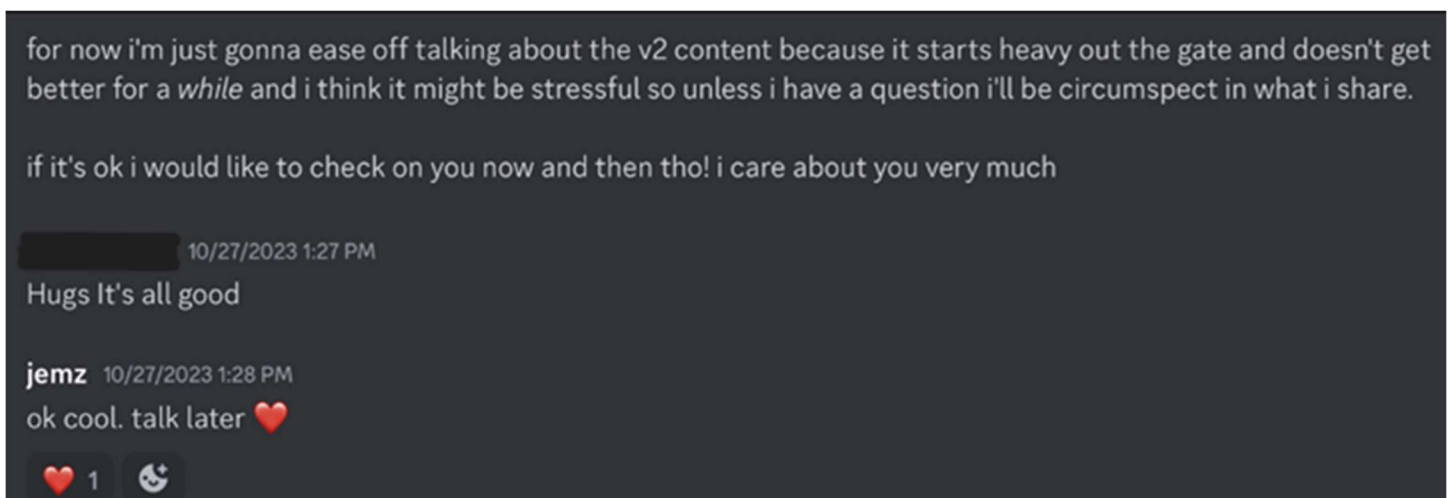 for now i'm just gonna ease off talking about the v2 content because it starts heavy out the gate and doesn't get
better for a while and i think it might be stressful so unless i have a question i'll be circumspect in what i share.
if it's ok i would like to check on you now and then tho! i care about you very much
10/27/2023 1:27 PM
Hugs It's all good
jemz 10/27/2023 1:28 PM
ok cool. talk later ❤️
❤️ 1